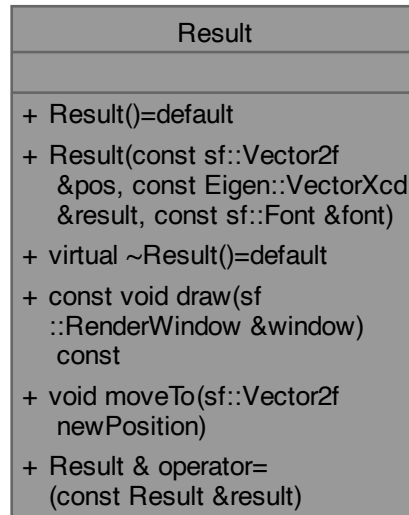 Result
+ Result()=default
+ Result(const sf::Vector2f
&pos, const Eigen::VectorXcd
&result, const sf::Font &font)
+ virtual ~Result()=default
+ const void draw(sf
::RenderWindow &window)
const
+ void moveTo(sf::Vector2f
newPosition)
+ Result & operator=
(const Result &result)